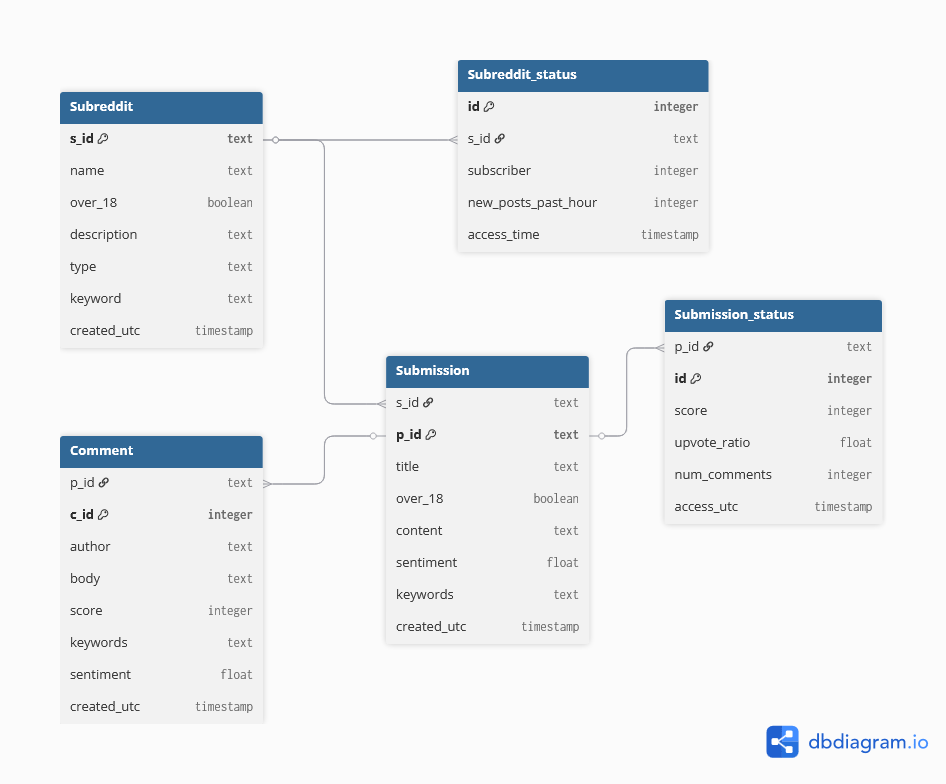 Subreddit
s_id text
name text
over_18 boolean
description text
type text
keyword text
created_utc timestamp
Subreddit_status
id integer
s_id text
subscriber integer
new_posts_past_hour integer
access_time timestamp
Submission_status
p_id text
id integer
score integer
upvote_ratio float
num_comments integer
access_utc timestamp
Submission
s_id text
p_id text
title text
over_18 boolean
content text
sentiment float
keywords text
created_utc timestamp
Comment
p_id text
c_id integer
author text
body text
score integer
keywords text
sentiment float
created_utc timestamp
dbdiagram.io